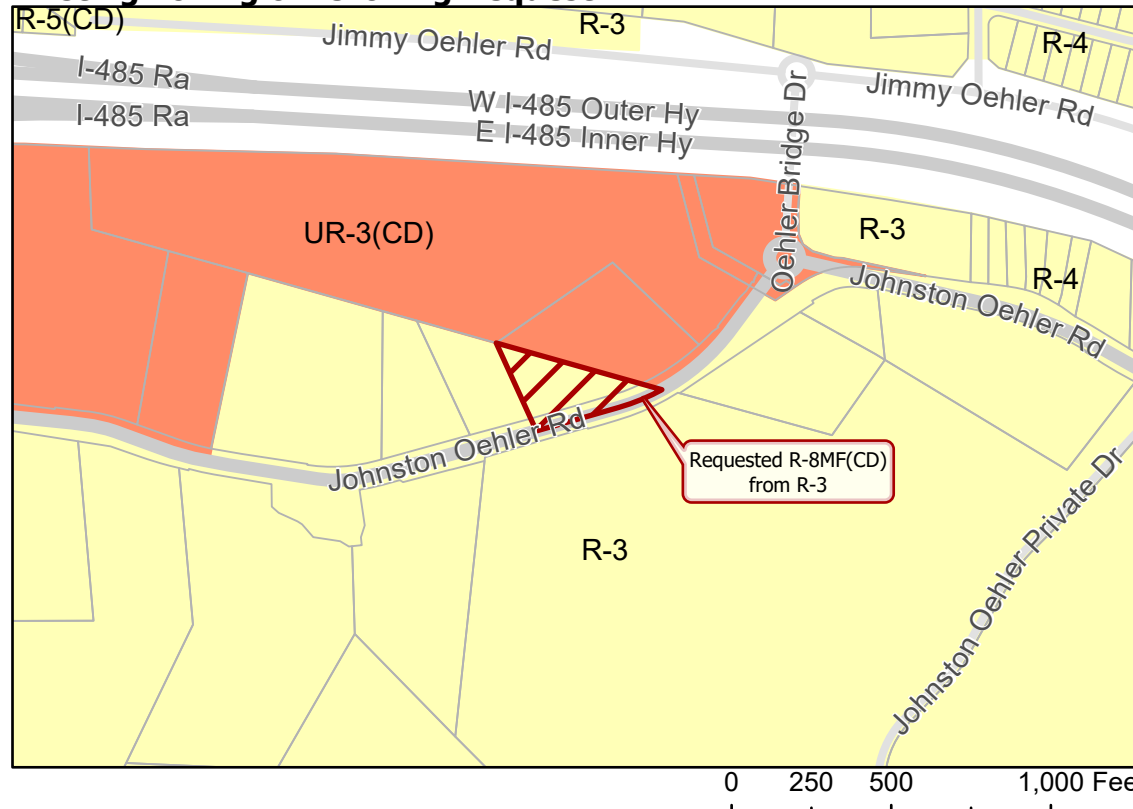 R-5(CD)
R-3
R-4
Jimmy Oehler Rd
Jimmy Oehler Rd
I-485 Ra
W I-485 Outer Hy
I-485 Ra
E I-485 Inner Hy
Oehler Bridge Dr
UR-3(CD)
R-3
R-4
Johnston Oehler Rd
Johnston Oehler Rd
Requested R-8MF(CD)
from R-3
R-3
Johnston Oehler Private Dr
0 250 500 1,000 Fee